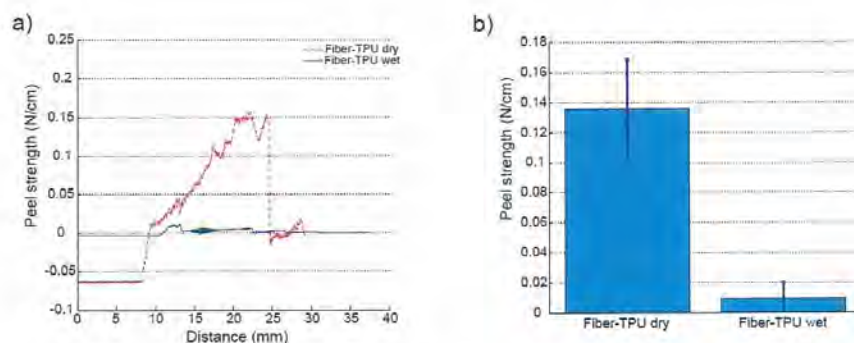 a)
Peel strength (N/cm)
0.25
0.2
0.15
0.1
0.05
0
-0.05
-0.1
Fiber-TPU dry
Fiber-TPU wet
0 5 10 15 20 25 30 35 40
Distance (mm)
b)
Peel strength (N/cm)
0.18
0.16
0.14
0.12
0.1
0.08
0.06
0.04
0.02
0
Fiber-TPU dry Fiber-TPU wet